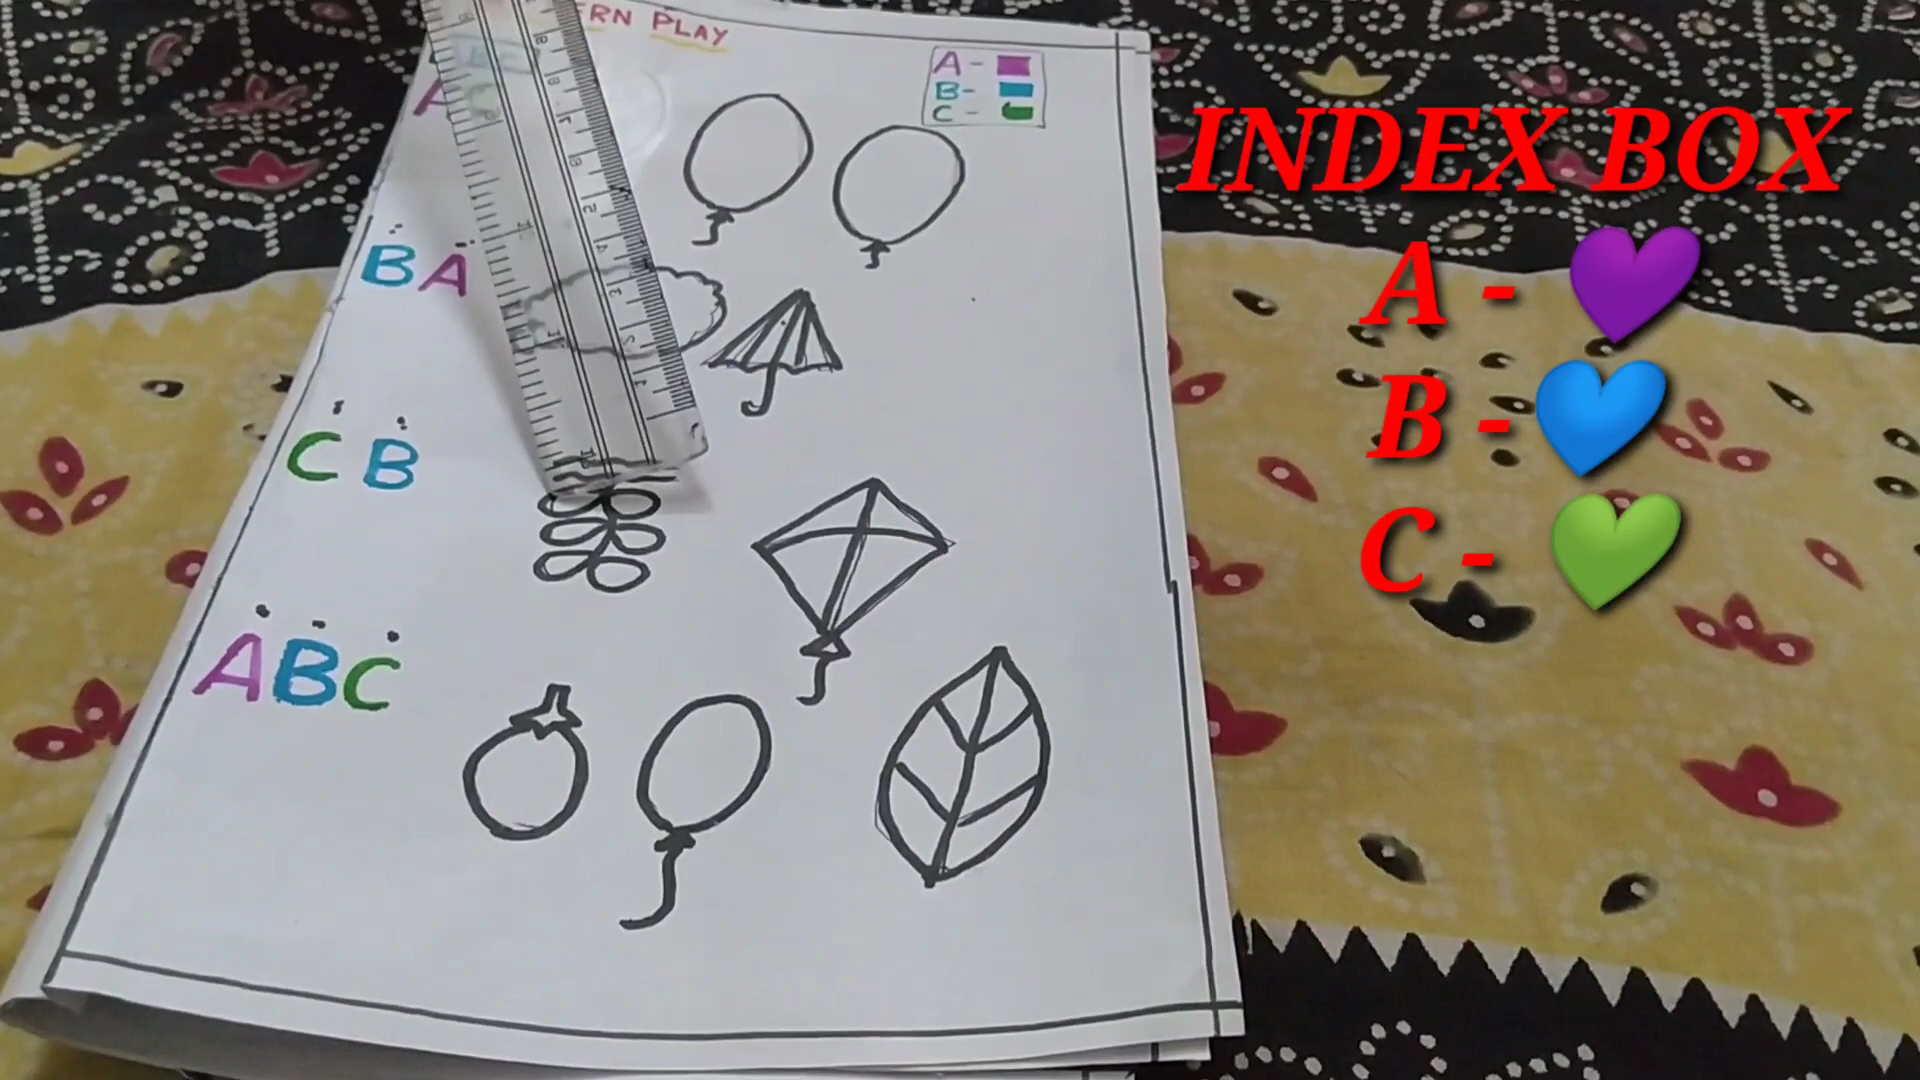 PLAY
A -
B -
C -
B A
C B
A B C
INDEX BOX
A -
B -
C -